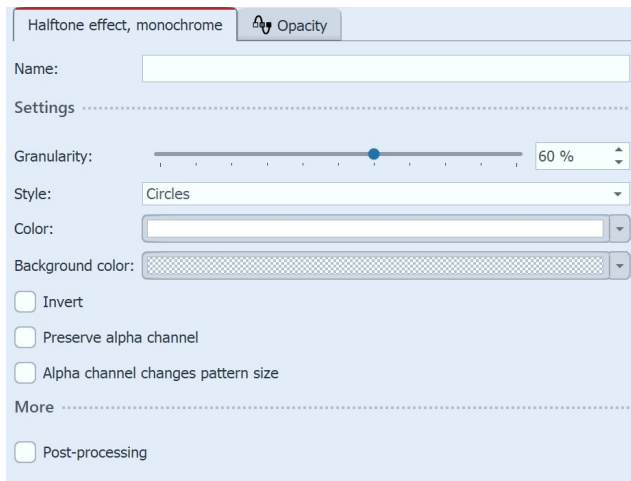 Halftone effect, monochrome Opacity
Name:
Settings
Granularity: 60 %
Style: Circles
Color:
Background color:
Invert
Preserve alpha channel
Alpha channel changes pattern size
More
Post-processing